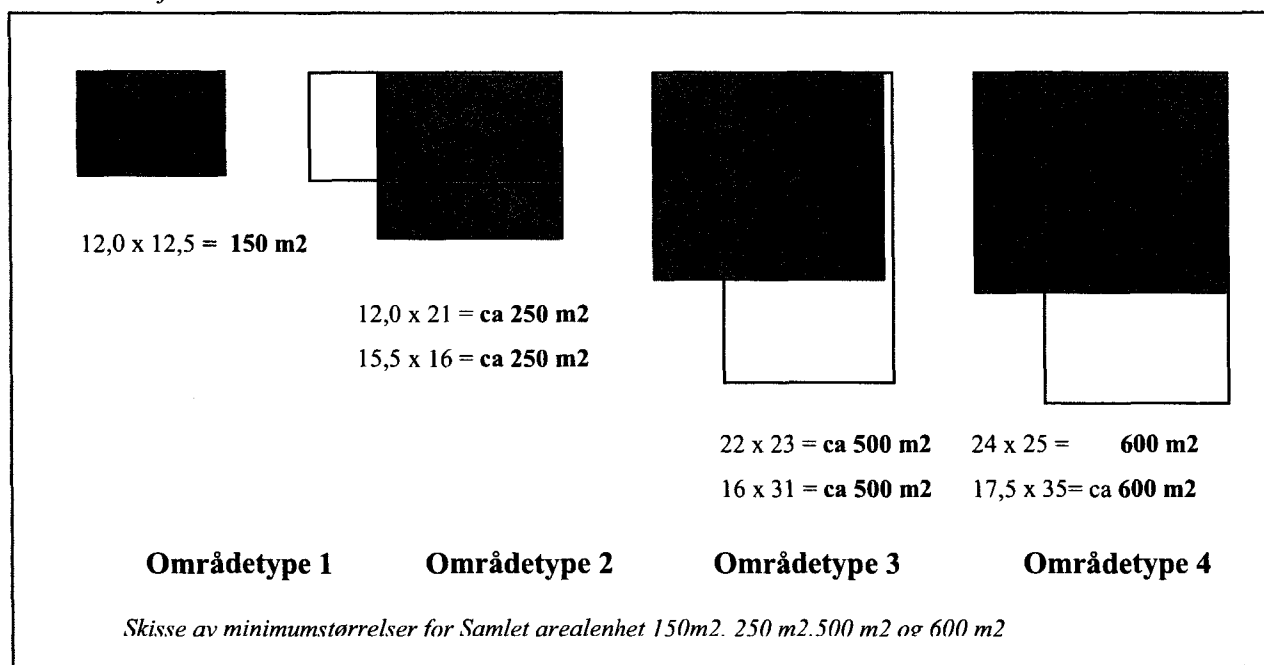 12,0 x 12,5 = 150 m2
12,0 x 21 = ca 250 m2
15,5 x 16 = ca 250 m2
22 x 23 = ca 500 m2
16 x 31 = ca 500 m2
24 x 25 = 600 m2
17,5 x 35= ca 600 m2
Områdetype 1 Områdetype 2 Områdetype 3 Områdetype 4
Skisse av minimumstørrelser for Samlet arealenhet 150m2. 250 m2.500 m2 og 600 m2